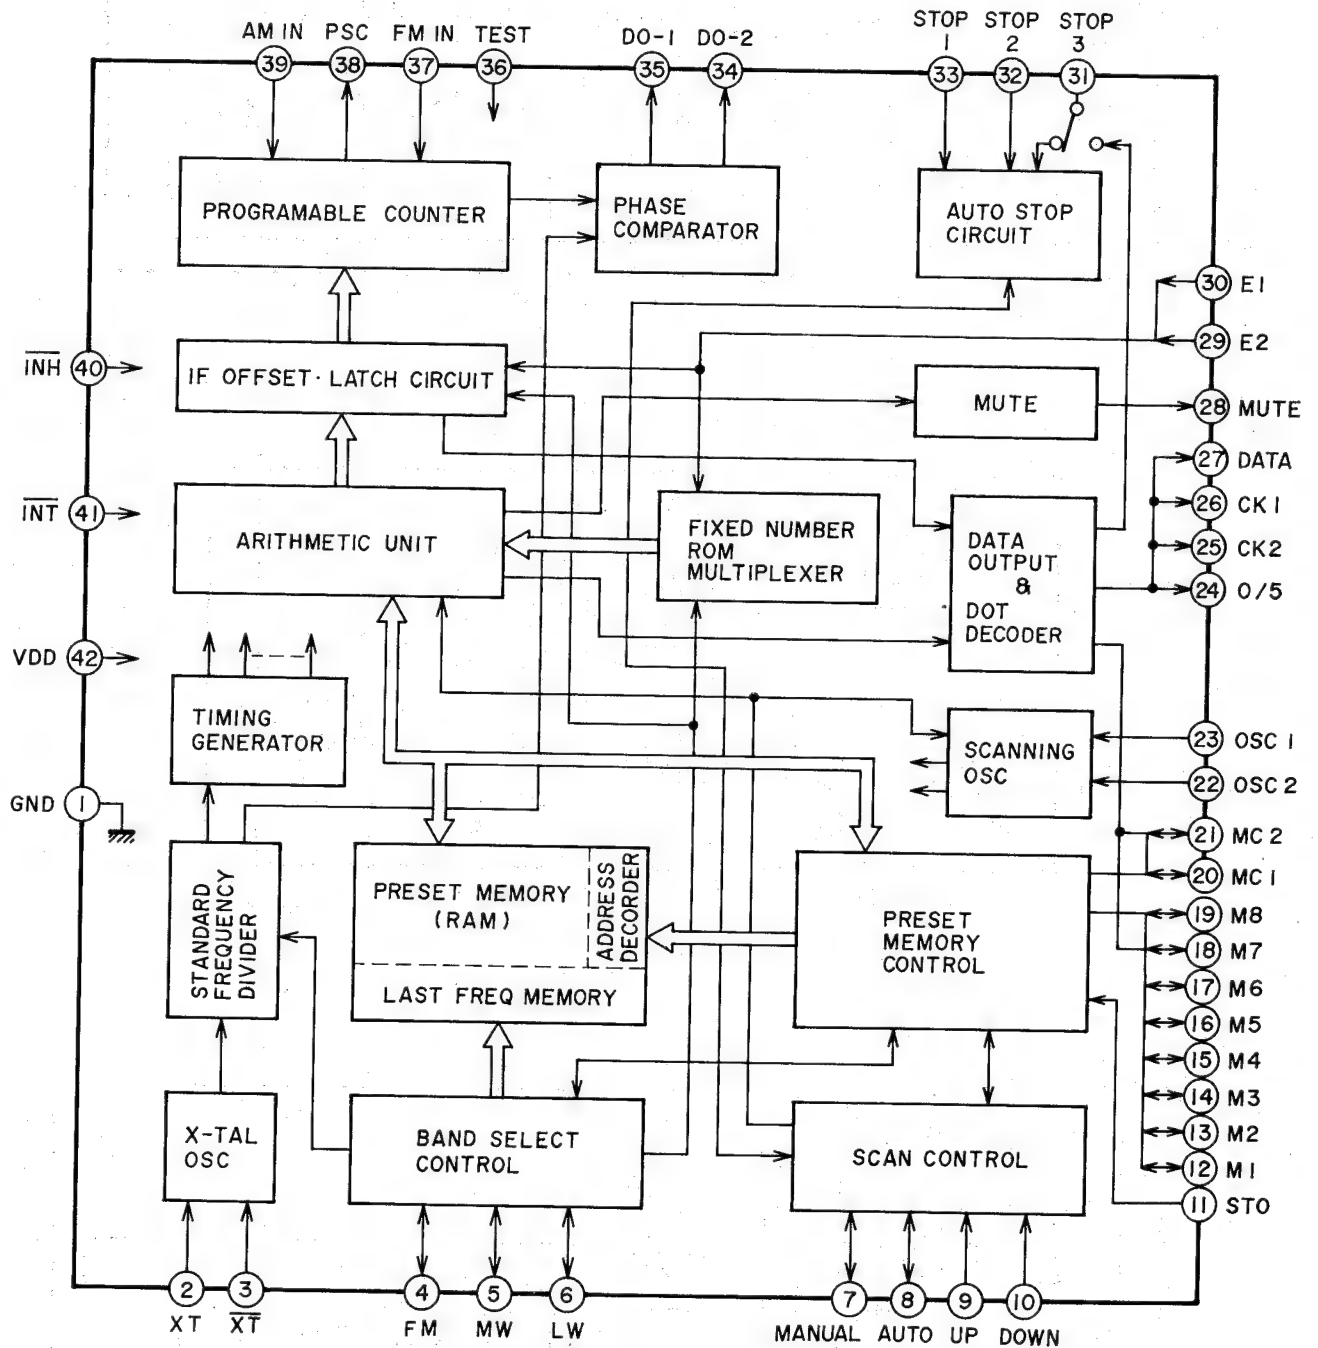 AM IN PSC FM IN TEST DO-1 DO-2 STOP 1 STOP 2 STOP 3
39 38 37 36 35 34 33 32 31
PROGRAMABLE COUNTER
PHASE
COMPARATOR
AUTO STOP
CIRCUIT
30 E1
29 E2
28 MUTE
27 DATA
26 CK1
25 CK2
24 O/5
23 OSC 1
22 OSC 2
21 MC 2
20 MC 1
19 M8
18 M7
17 M6
16 M5
15 M4
14 M3
13 M2
12 M1
11 STO
I̅N̅H̅ 40
I̅N̅T̅ 41
VDD 42
GND 1
IF OFFSET · LATCH CIRCUIT
MUTE
ARITHMETIC UNIT
FIXED NUMBER
ROM
MULTIPLEXER
DATA
OUTPUT
&
DOT
DECODER
TIMING
GENERATOR
SCANNING
OSC
STANDARD
FREQUENCY
DIVIDER
PRESET MEMORY
(RAM)
ADDRESS
DECORDER
LAST FREQ MEMORY
PRESET
MEMORY
CONTROL
X-TAL
OSC
BAND SELECT
CONTROL
SCAN CONTROL
2 3 4 5 6 7 8 9 10
XT X̅T̅ FM MW LW MANUAL AUTO UP DOWN